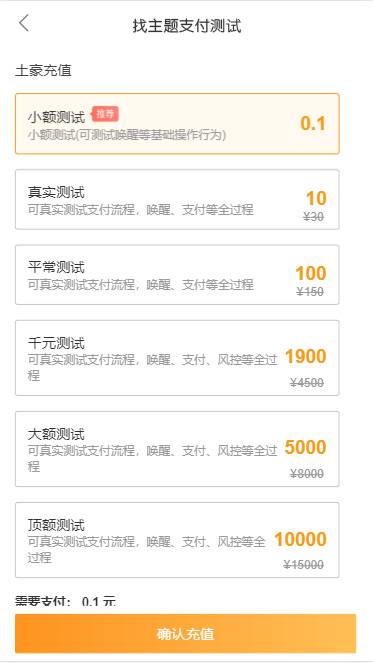 找主题支付测试
土豪充值
小额测试 推荐
0.1
小额测试(可测试唤醒等基础操作行为)
真实测试
10
可真实测试支付流程，唤醒、支付等全过程
¥30
平常测试
100
可真实测试支付流程，唤醒、支付等全过程
¥150
千元测试
1900
可真实测试支付流程，唤醒、支付、风控等全过
程
¥4500
大额测试
5000
可真实测试支付流程，唤醒、支付、风控等全过
程
¥8000
顶额测试
10000
可真实测试支付流程，唤醒、支付、风控等全
过程
¥15000
需要支付： 0.1 元
确认充值